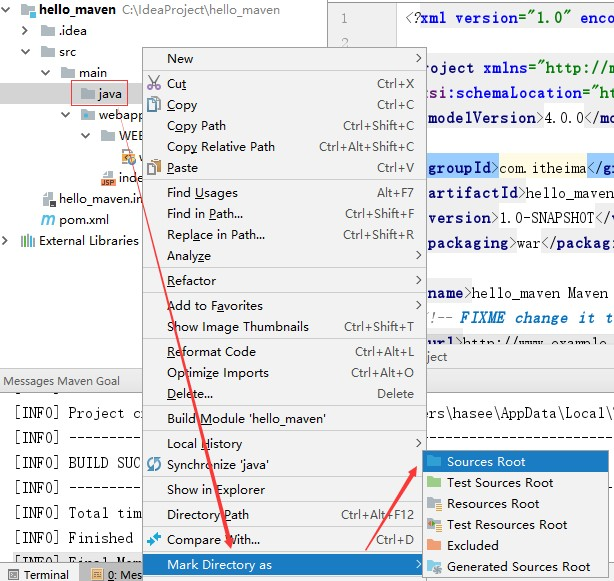 hello_maven C:\IdeaProject\hello_maven
.idea
src
main
java
webapp
WEB
inde
hello_maven.im
pom.xml
External Libraries
1
2
<?xml version="1.0" enco
project xmlns="http://m
xsi:schemaLocation="ht
modelVersion>4.0.0</m
groupId>com.itheima</g
artifactId>hello_maven
version>1.0-SNAPSHOT</v
packaging>war</packag
name>hello_maven Maven
!-- FIXME change it t
url>http://www.example
ject
New
Cut Ctrl+X
Copy Ctrl+C
Copy Path Ctrl+Shift+C
Copy Relative Path Ctrl+Alt+Shift+C
Paste Ctrl+V
Find Usages Alt+F7
Find in Path... Ctrl+Shift+F
Replace in Path... Ctrl+Shift+R
Analyze
Refactor
Add to Favorites
Show Image Thumbnails Ctrl+Shift+T
Reformat Code Ctrl+Alt+L
Optimize Imports Ctrl+Alt+O
Delete... Delete
Build Module 'hello_maven'
Local History
Synchronize 'java'
Show in Explorer
Directory Path Ctrl+Alt+F12
Compare With... Ctrl+D
Mark Directory as
Sources Root
Test Sources Root
Resources Root
Test Resources Root
Excluded
Generated Sources Root
Messages Maven Goal
[INFO] Project c
ers\hasee\AppData\Local\
[INFO] ----------
[INFO] BUILD SUC
[INFO] ----------
[INFO] Total tim
[INFO] Finished
[INFO] Final Mem
Terminal
0: Mes